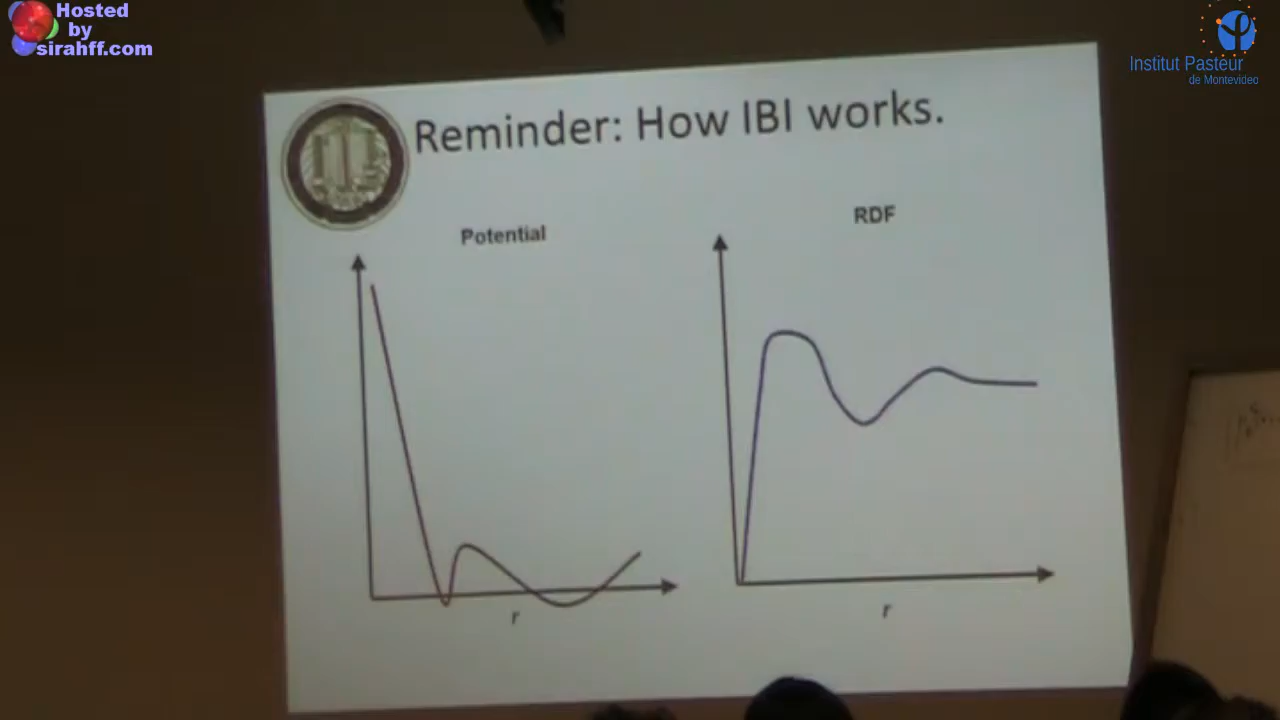 Hosted
by
sirahff.com
Institut Pasteur
de Montevideo
Reminder: How IBI works.
Potential
RDF
r
r